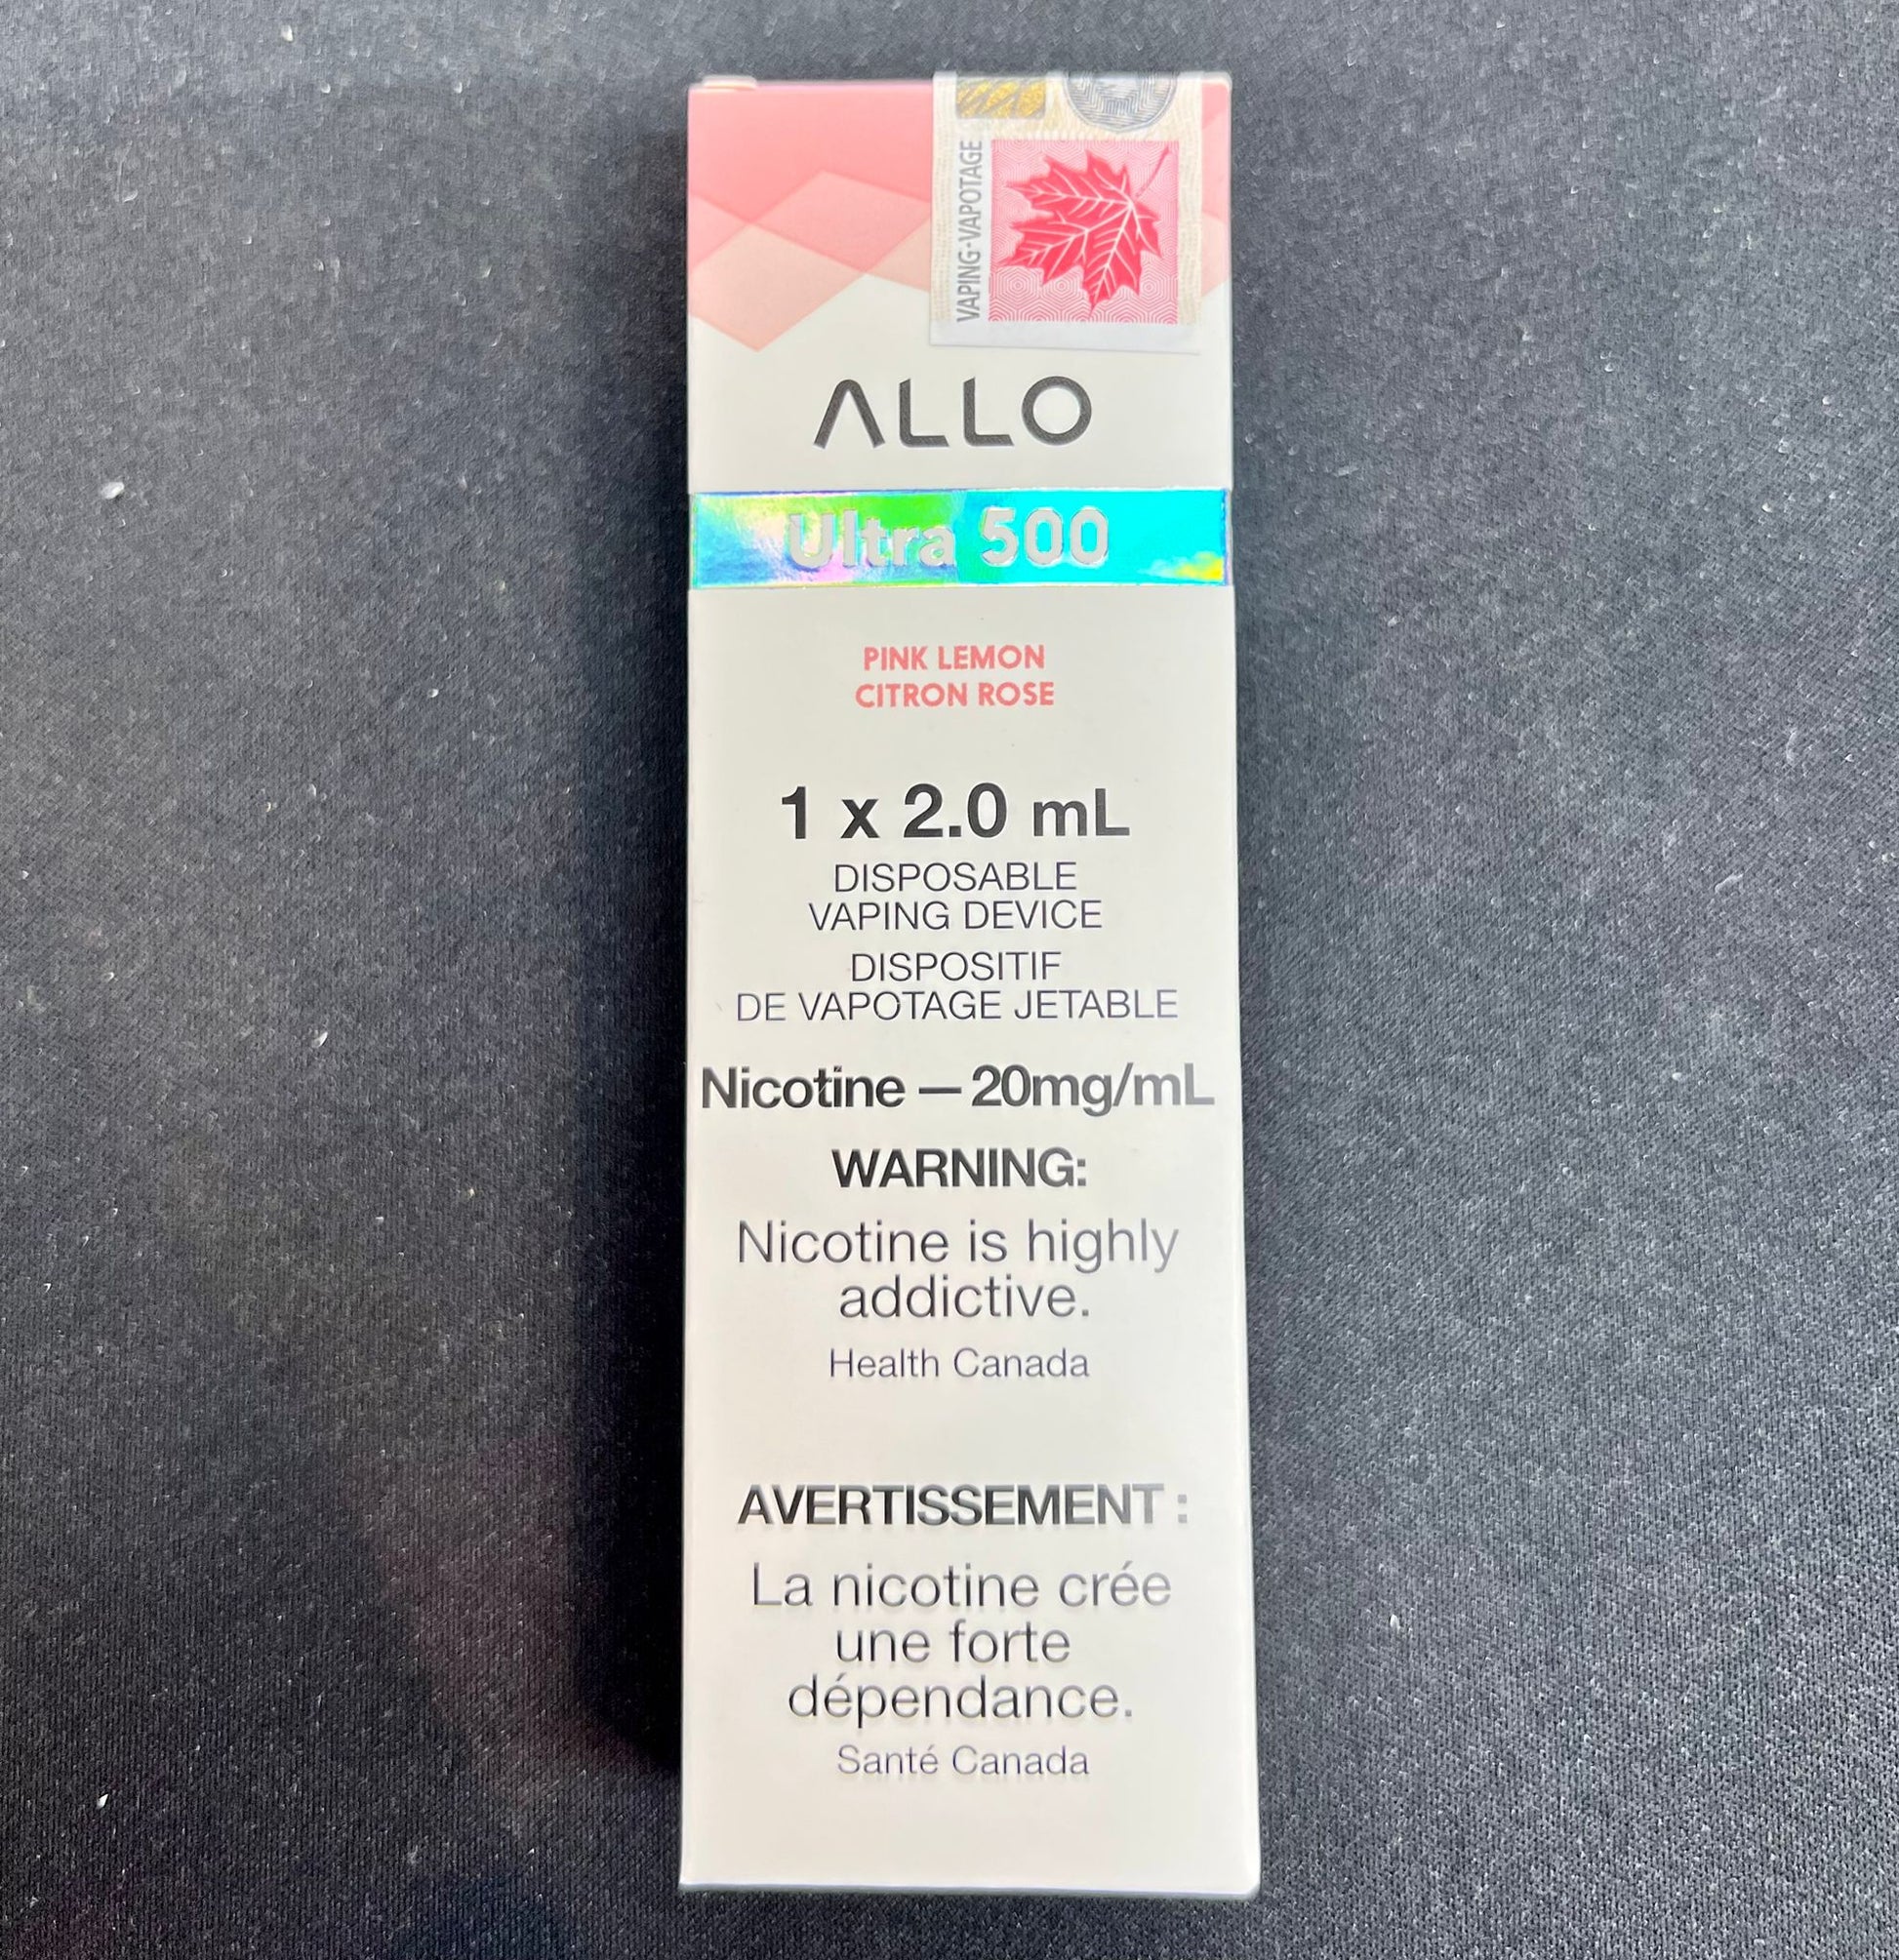 VAPING·VAPOTAGE
ALLO
Ultra 500
PINK LEMON
CITRON ROSE
1 x 2.0 mL
DISPOSABLE
VAPING DEVICE
DISPOSITIF
DE VAPOTAGE JETABLE
Nicotine — 20mg/mL
WARNING:
Nicotine is highly
addictive.
Health Canada
AVERTISSEMENT :
La nicotine crée
une forte
dépendance.
Santé Canada